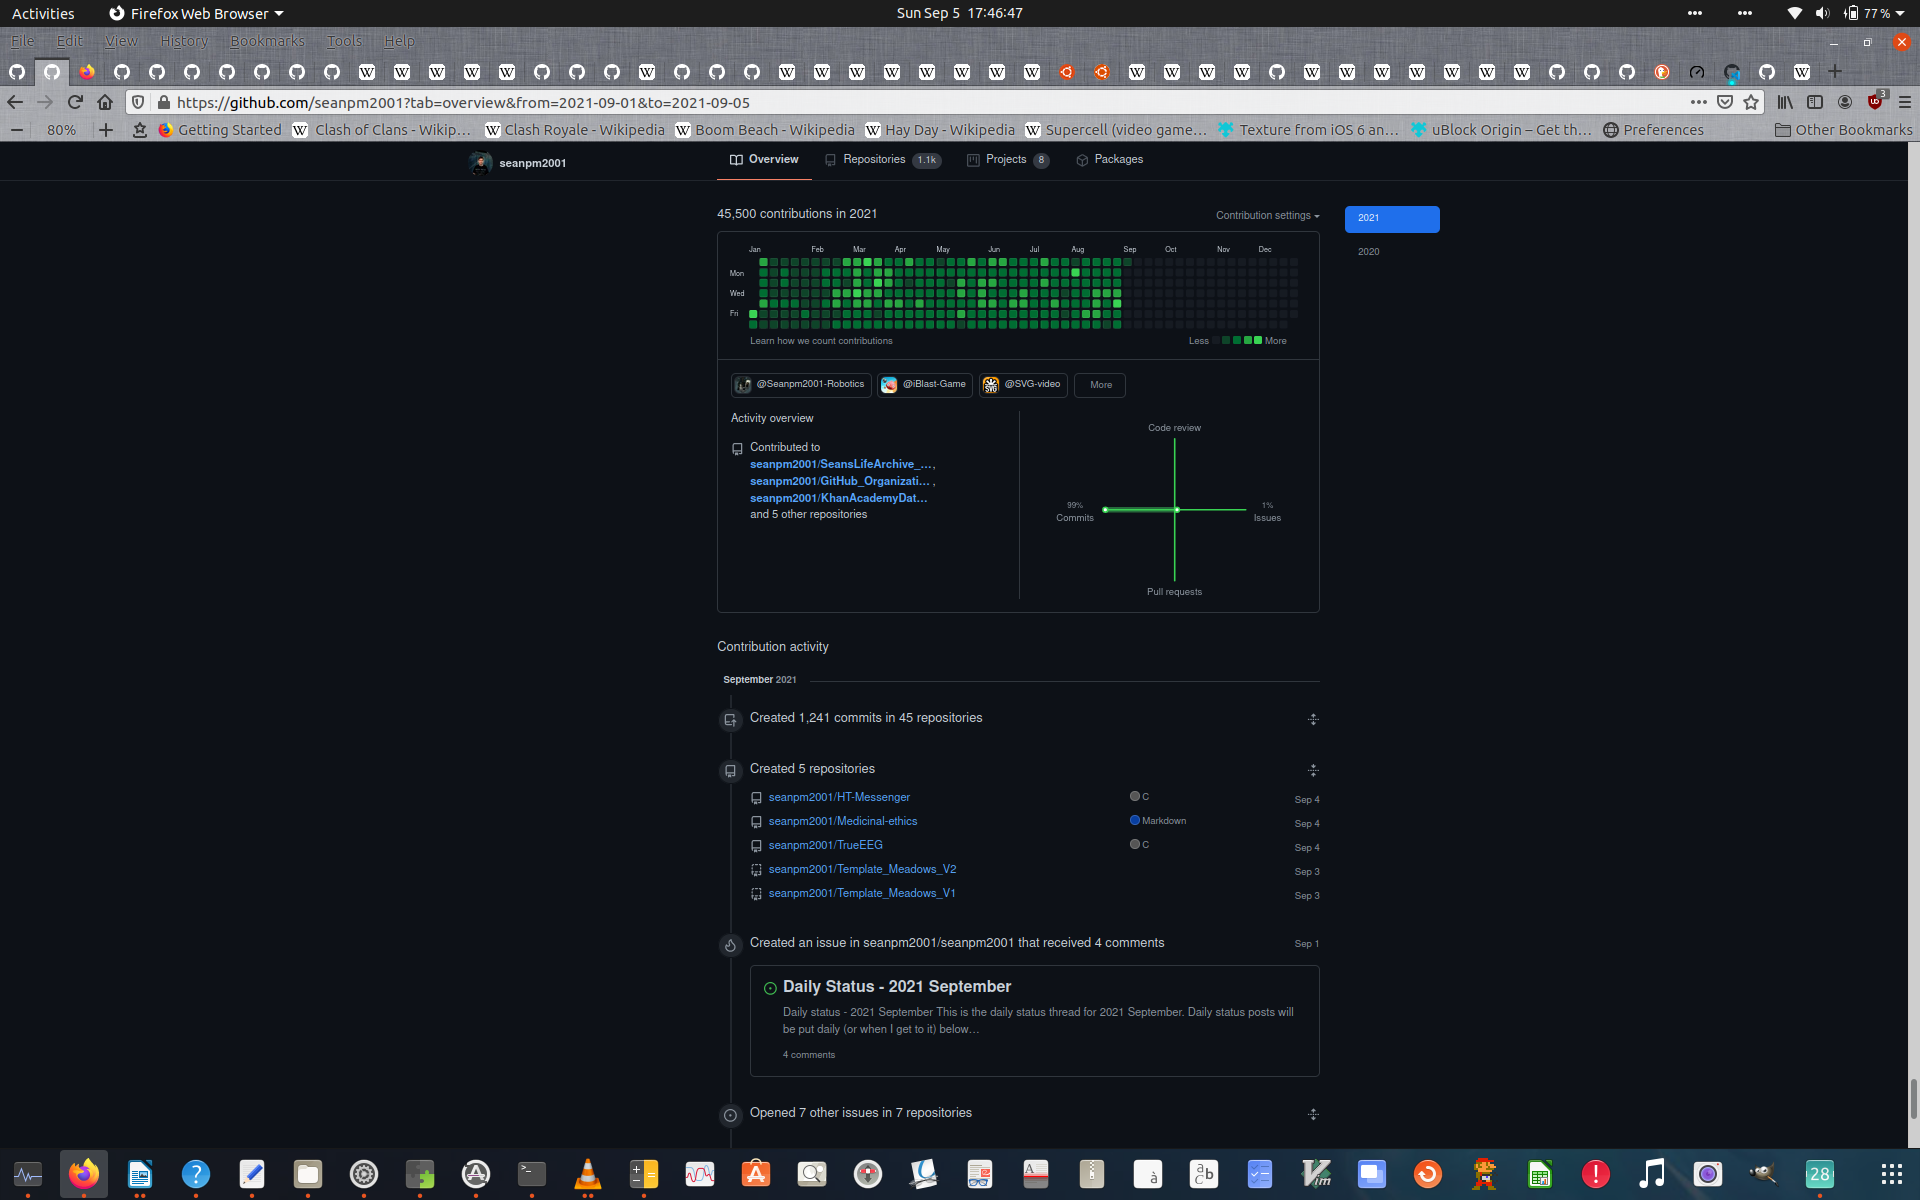 Activities Firefox Web Browser Sun Sep 5 17:46:47 77 %
File Edit View History Bookmarks Tools Help
https://github.com/seanpm2001?tab=overview&from=2021-09-01&to=2021-09-05 3
80% Getting Started Clash of Clans - Wikip… Clash Royale - Wikipedia Boom Beach - Wikipedia Hay Day - Wikipedia Supercell (video game… Texture from iOS 6 an… uBlock Origin – Get th… Preferences Other Bookmarks
seanpm2001 Overview Repositories 1.1k Projects 8 Packages
45,500 contributions in 2021 Contribution settings 2021
2020
Jan Feb Mar Apr May Jun Jul Aug Sep Oct Nov Dec
Mon
Wed
Fri
Learn how we count contributions Less More
@Seanpm2001-Robotics @iBlast-Game @SVG-video More
Activity overview
Contributed to
seanpm2001/SeansLifeArchive_…,
seanpm2001/GitHub_Organizati… ,
seanpm2001/KhanAcademyDat…
and 5 other repositories
Code review
99% Commits
1% Issues
Pull requests
Contribution activity
September 2021
Created 1,241 commits in 45 repositories
Created 5 repositories
seanpm2001/HT-Messenger C Sep 4
seanpm2001/Medicinal-ethics Markdown Sep 4
seanpm2001/TrueEEG C Sep 4
seanpm2001/Template_Meadows_V2 Sep 3
seanpm2001/Template_Meadows_V1 Sep 3
Created an issue in seanpm2001/seanpm2001 that received 4 comments Sep 1
Daily Status - 2021 September
Daily status - 2021 September This is the daily status thread for 2021 September. Daily status posts will
be put daily (or when I get to it) below…
4 comments
Opened 7 other issues in 7 repositories
28